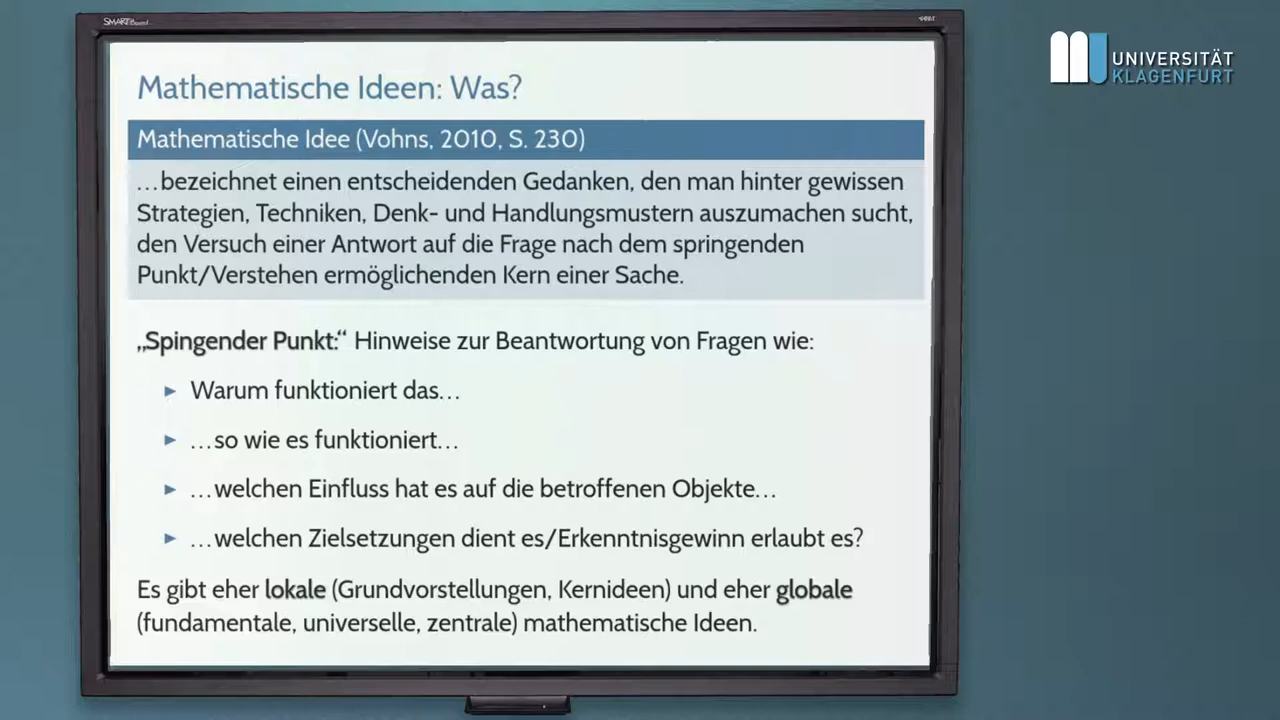 SMART Board
Mathematische Ideen: Was?
Mathematische Idee (Vohns, 2010, S. 230)
…bezeichnet einen entscheidenden Gedanken, den man hinter gewissen
Strategien, Techniken, Denk- und Handlungsmustern auszumachen sucht,
den Versuch einer Antwort auf die Frage nach dem springenden
Punkt/Verstehen ermöglichenden Kern einer Sache.
„Spingender Punkt:“ Hinweise zur Beantwortung von Fragen wie:
► Warum funktioniert das…
► …so wie es funktioniert…
► …welchen Einfluss hat es auf die betroffenen Objekte…
► …welchen Zielsetzungen dient es/Erkenntnisgewinn erlaubt es?
Es gibt eher lokale (Grundvorstellungen, Kernideen) und eher globale
(fundamentale, universelle, zentrale) mathematische Ideen.
UNIVERSITÄT
KLAGENFURT